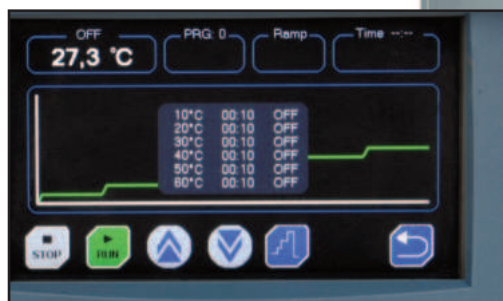 OFF PRG: 0 Ramp Time --:--
27,3 °C
10°C 00:10 OFF
20°C 00:10 OFF
30°C 00:10 OFF
40°C 00:10 OFF
50°C 00:10 OFF
60°C 00:10 OFF
STOP RUN